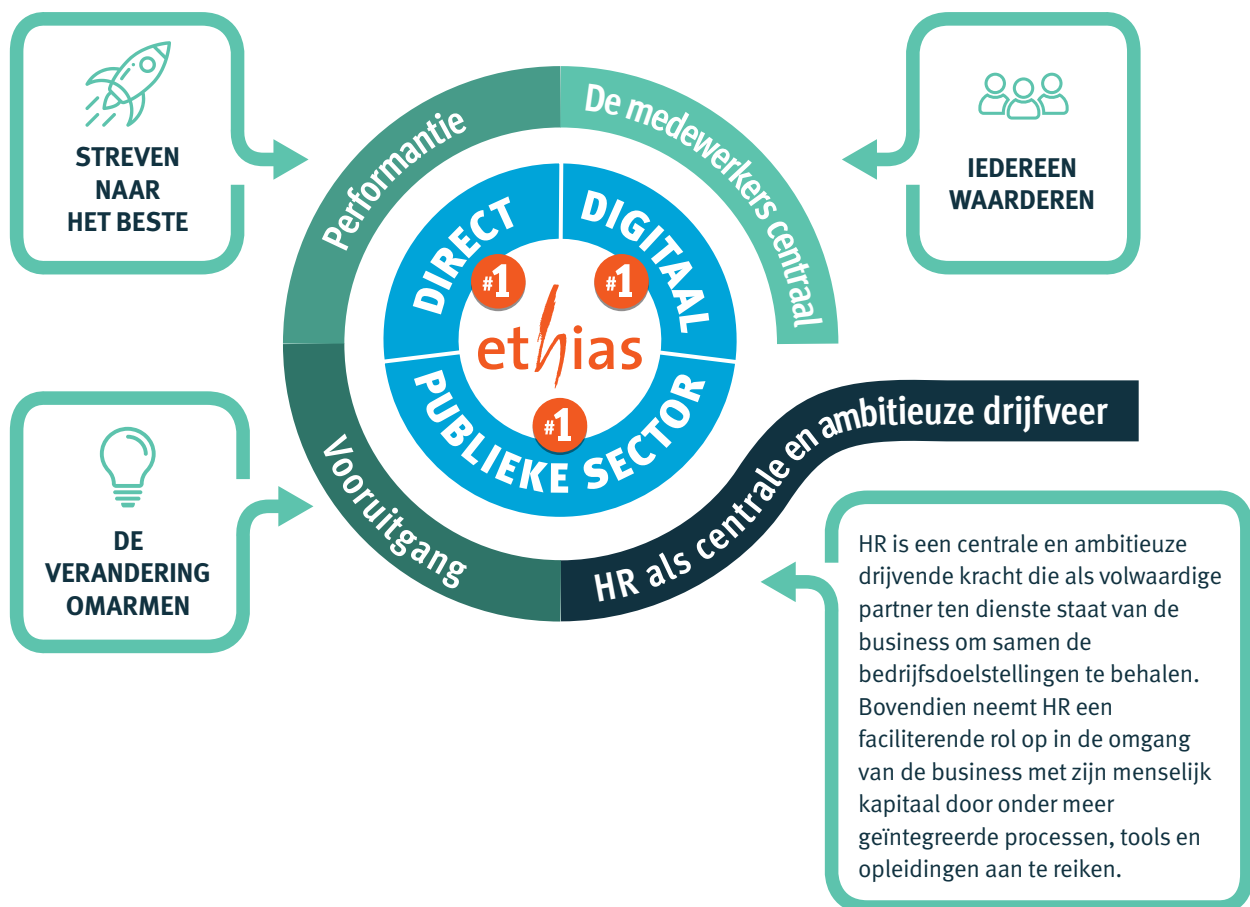 STREVEN
NAAR
HET BESTE
Performantie
De medewerkers centraal
IEDEREEN
WAARDEREN
DIRECT
DIGITAAL
#1
#1
ethias
#1
PUBLIEKE SECTOR
DE
VERANDERING
OMARMEN
Vooruitgang
HR als centrale en ambitieuze drijfveer
HR is een centrale en ambitieuze
drijvende kracht die als volwaardige
partner ten dienste staat van de
business om samen de
bedrijfsdoelstellingen te behalen.
Bovendien neemt HR een
faciliterende rol op in de omgang
van de business met zijn menselijk
kapitaal door onder meer
geïntegreerde processen, tools en
opleidingen aan te reiken.